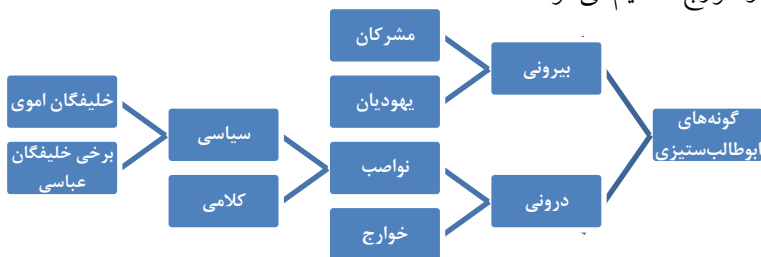 گونه‌های
ابوطالب‌ستیزی
بیرونی
مشرکان
یهودیان
درونی
نواصب
سیاسی
خلیفگان اموی
برخی خلیفگان
عباسی
کلامی
خوارج